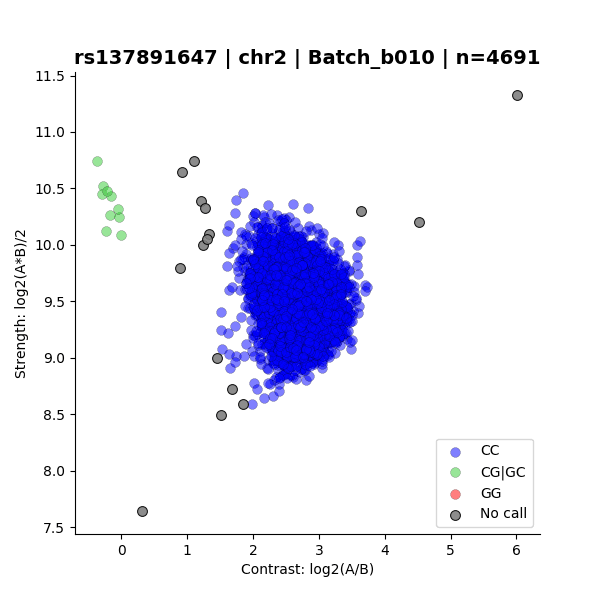 rs137891647 | chr2 | Batch_b010 | n=4691
11.5
11.0
10.5
10.0
9.5
9.0
8.5
8.0
7.5
Strength: log2(A*B)/2
CC
CG|GC
GG
No call
0 1 2 3 4 5 6
Contrast: log2(A/B)